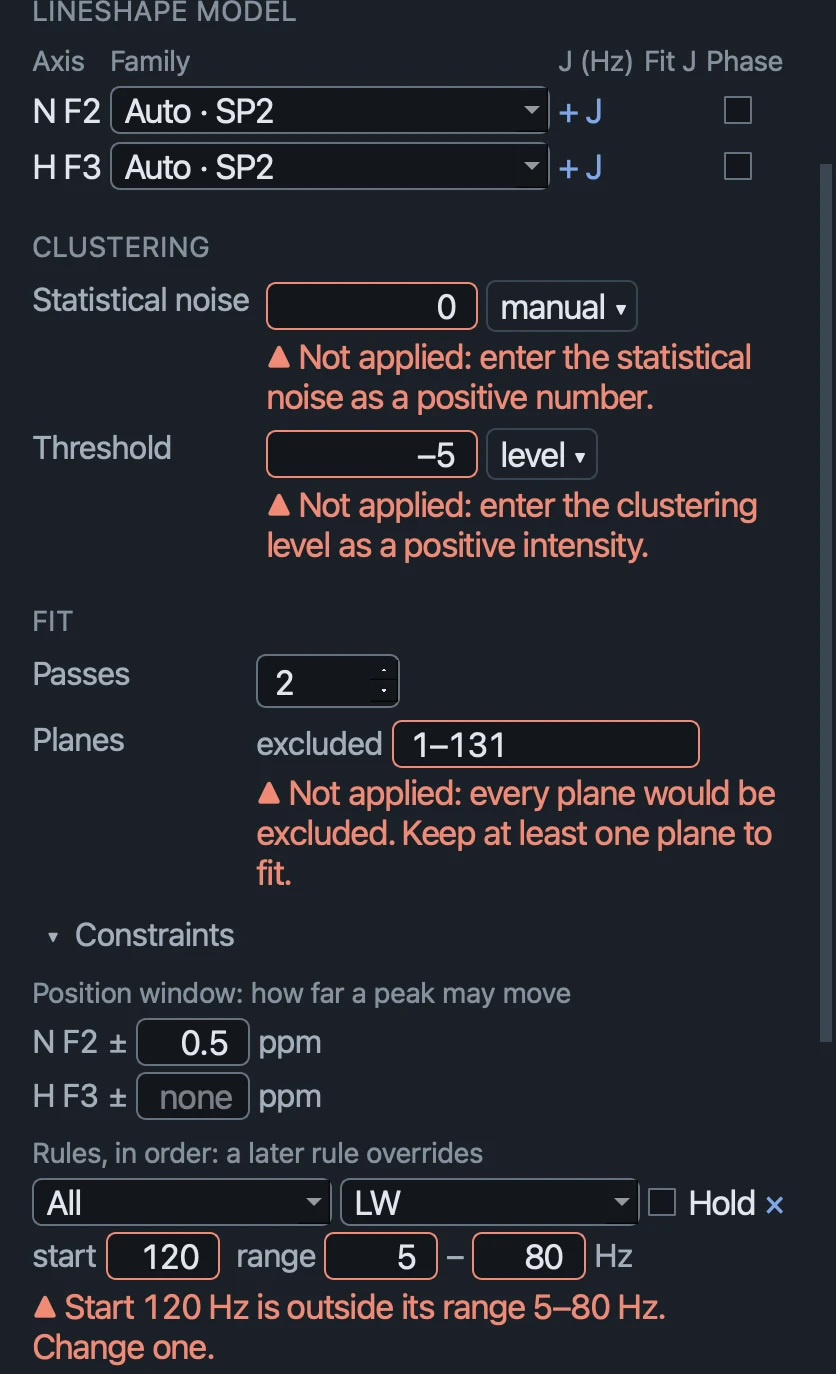 LINESHAPE MODEL
Axis Family J (Hz) Fit J Phase
N F2 Auto · SP2 + J
H F3 Auto · SP2 + J
CLUSTERING
Statistical noise 0 manual ▾
▲ Not applied: enter the statistical
noise as a positive number.
Threshold –5 level ▾
▲ Not applied: enter the clustering
level as a positive intensity.
FIT
Passes 2
Planes excluded 1–131
▲ Not applied: every plane would be
excluded. Keep at least one plane to
fit.
▾ Constraints
Position window: how far a peak may move
N F2 ± 0.5 ppm
H F3 ± none ppm
Rules, in order: a later rule overrides
All LW Hold ×
start 120 range 5 – 80 Hz
▲ Start 120 Hz is outside its range 5–80 Hz.
Change one.